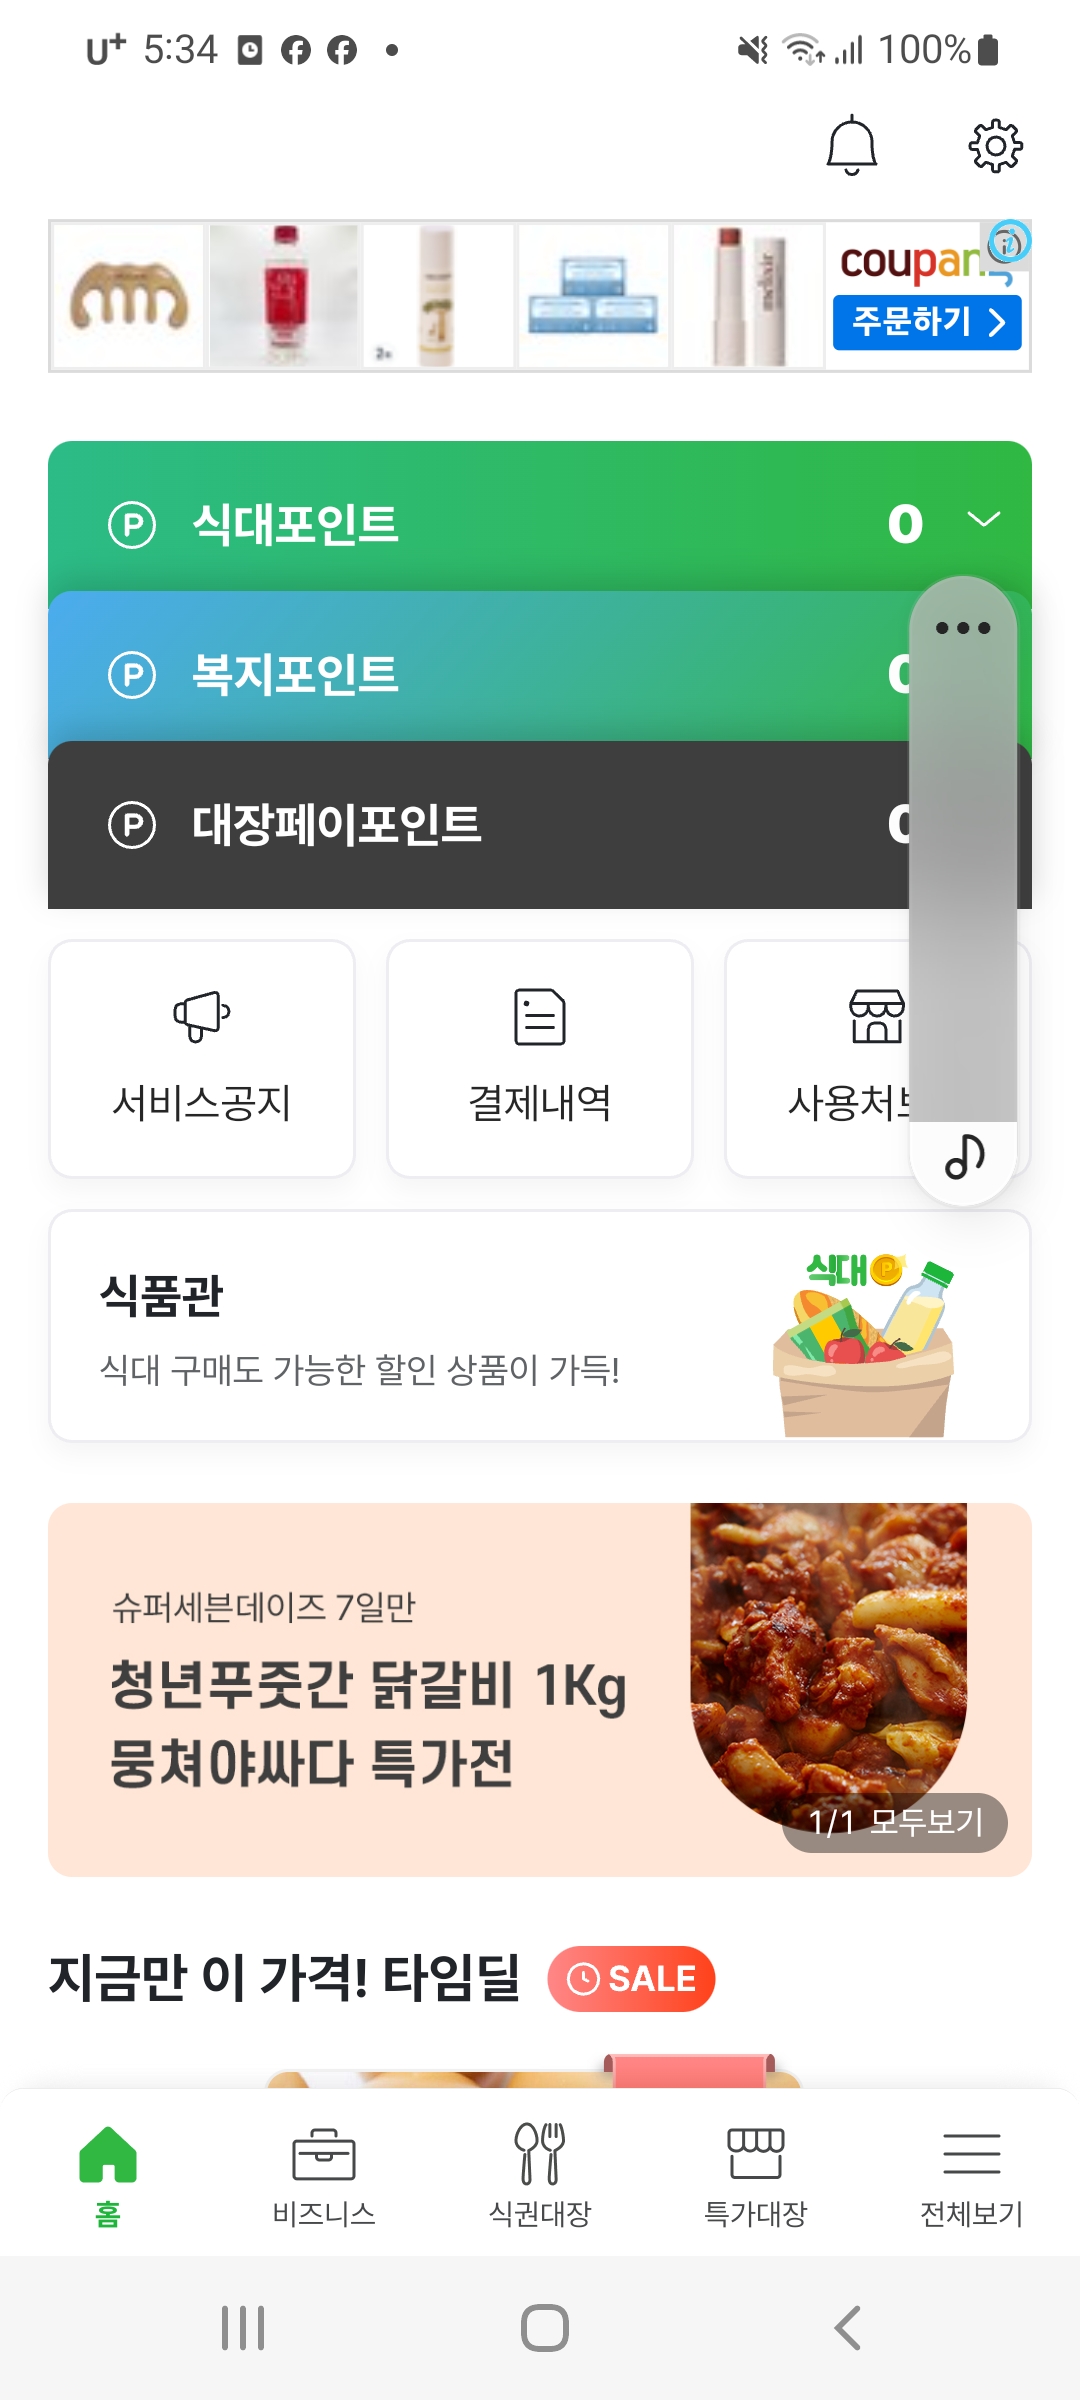 U+ 5:34 100%
coupang
주문하기
식대포인트 0
복지포인트
대장페이포인트
서비스공지 결제내역 사용처
식품관
식대 구매도 가능한 할인 상품이 가득!
식대 P
슈퍼세븐데이즈 7일만
청년푸줏간 닭갈비 1Kg
뭉쳐야싸다 특가전
1/1 모두보기
지금만 이 가격! 타임딜 SALE
홈 비즈니스 식권대장 특가대장 전체보기